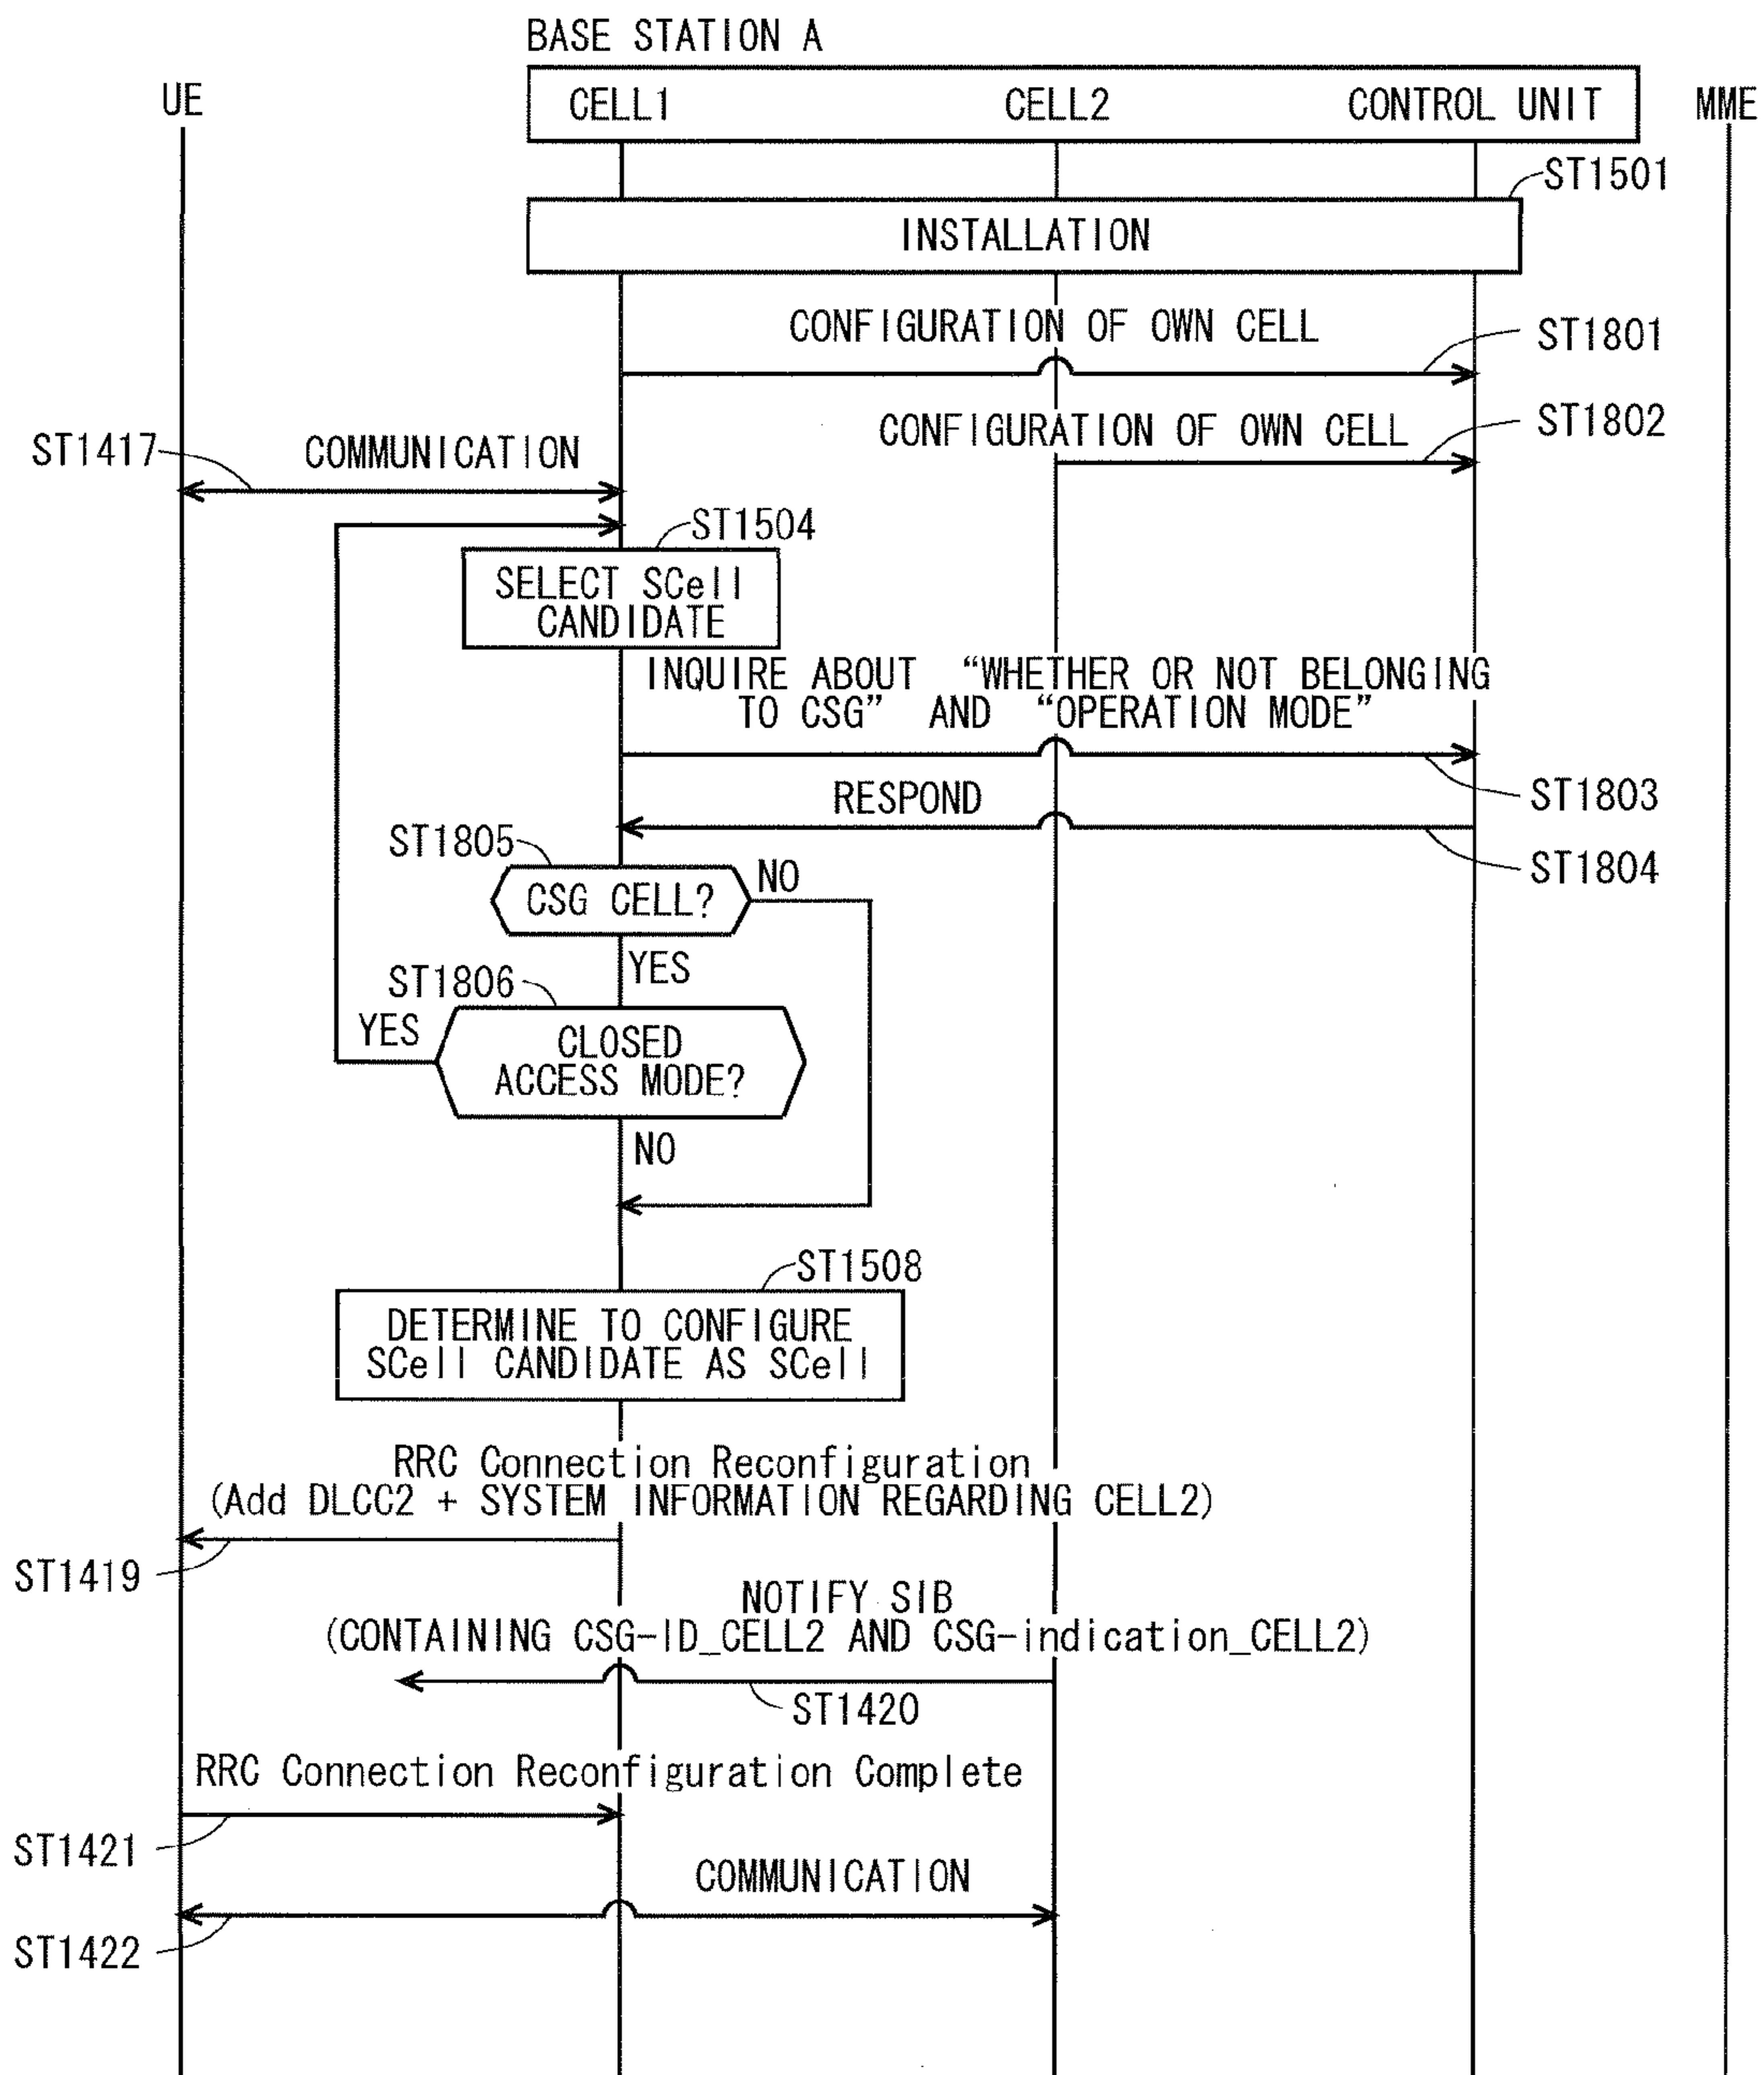 BASE STATION A
UE
CELL1
CELL2
CONTROL UNIT
MME
ST1501
INSTALLATION
CONFIGURATION OF OWN CELL
ST1801
CONFIGURATION OF OWN CELL
ST1802
ST1417
COMMUNICATION
ST1504
SELECT SCell
CANDIDATE
INQUIRE ABOUT “WHETHER OR NOT BELONGING
TO CSG” AND “OPERATION MODE”
ST1803
RESPOND
ST1804
ST1805
CSG CELL?
NO
YES
ST1806
YES
CLOSED
ACCESS MODE?
NO
ST1508
DETERMINE TO CONFIGURE
SCell CANDIDATE AS SCell
RRC Connection Reconfiguration
(Add DLCC2 + SYSTEM INFORMATION REGARDING CELL2)
ST1419
NOTIFY SIB
(CONTAINING CSG-ID_CELL2 AND CSG-indication_CELL2)
ST1420
RRC Connection Reconfiguration Complete
ST1421
COMMUNICATION
ST1422